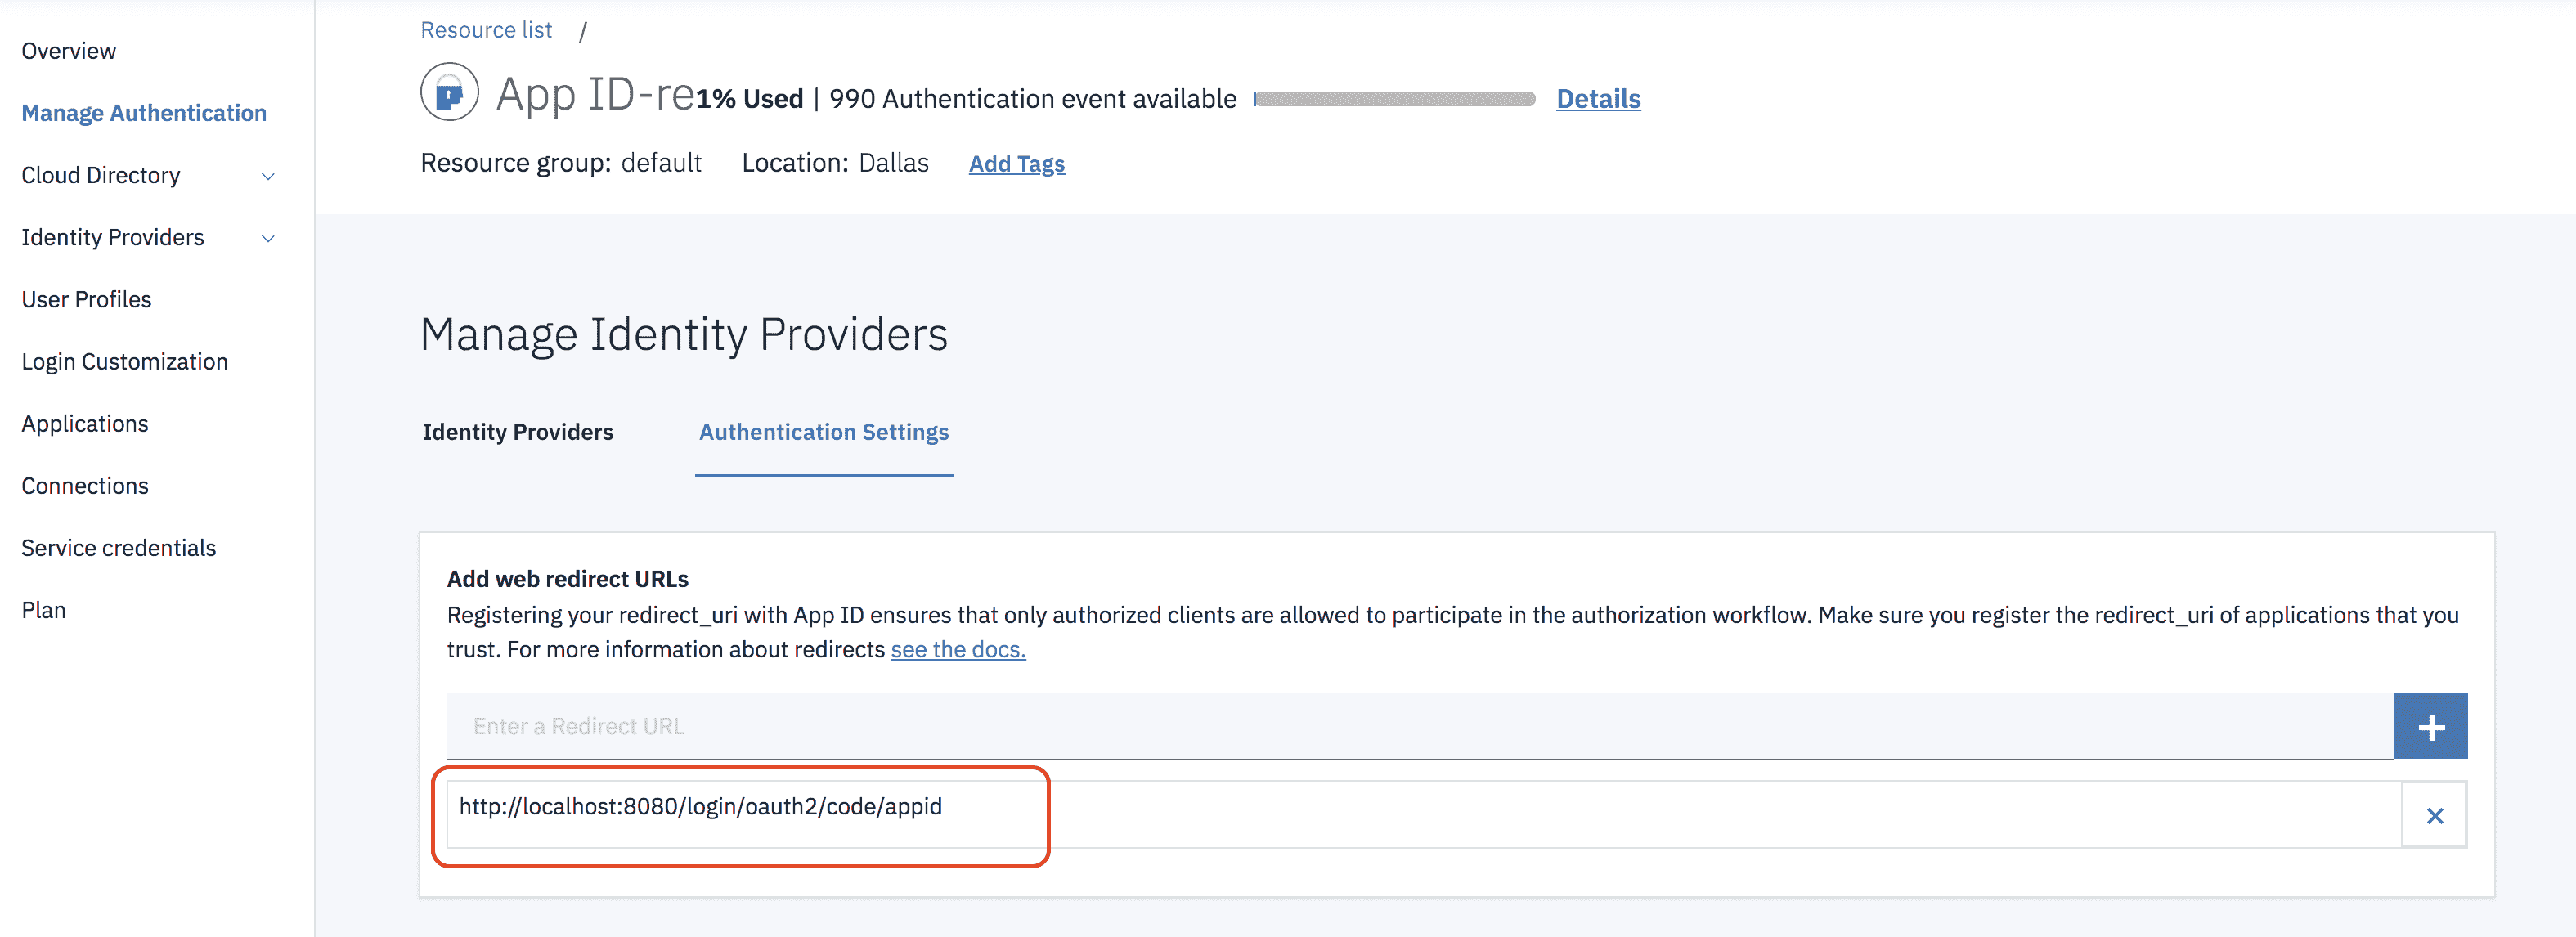 Overview
Manage Authentication
Cloud Directory
Identity Providers
User Profiles
Login Customization
Applications
Connections
Service credentials
Plan
Resource list /
App ID-re1% Used | 990 Authentication event available Details
Resource group: default Location: Dallas Add Tags
Manage Identity Providers
Identity Providers Authentication Settings
Add web redirect URLs
Registering your redirect_uri with App ID ensures that only authorized clients are allowed to participate in the authorization workflow. Make sure you register the redirect_uri of applications that you
trust. For more information about redirects see the docs.
Enter a Redirect URL
http://localhost:8080/login/oauth2/code/appid